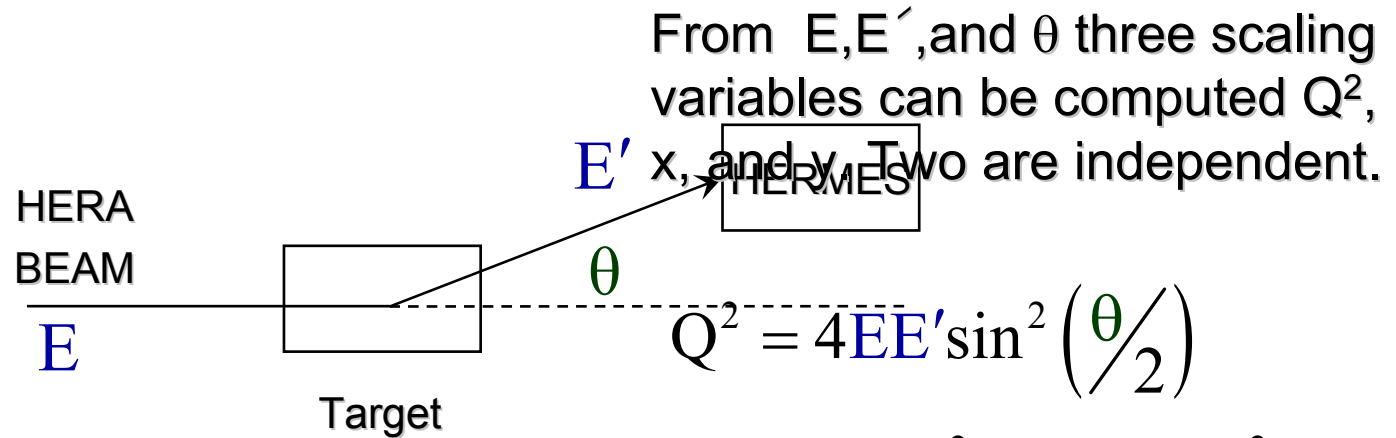 From E,E´,and θ three scaling
variables can be computed Q²,
x, and y. Two are independent.
E′
HERMES
HERA
BEAM
θ
E
Q² = 4EE′sin² (θ/2)
Target